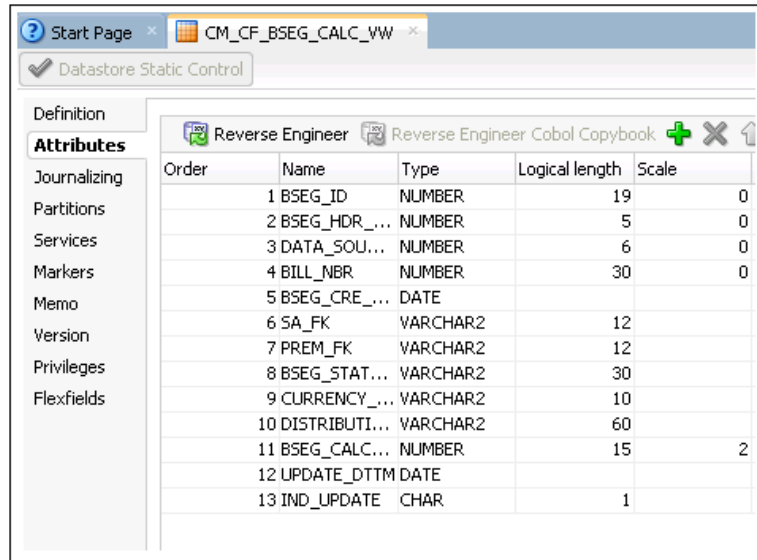 Start Page × CM_CF_BSEG_CALC_VW ×
Datastore Static Control
Definition
Attributes
Journalizing
Partitions
Services
Markers
Memo
Version
Privileges
Flexfields
Reverse Engineer Reverse Engineer Cobol Copybook
Order Name Type Logical length Scale
1 BSEG_ID NUMBER 19 0
2 BSEG_HDR_... NUMBER 5 0
3 DATA_SOU... NUMBER 6 0
4 BILL_NBR NUMBER 30 0
5 BSEG_CRE_... DATE
6 SA_FK VARCHAR2 12
7 PREM_FK VARCHAR2 12
8 BSEG_STAT... VARCHAR2 30
9 CURRENCY_... VARCHAR2 10
10 DISTRIBUTI... VARCHAR2 60
11 BSEG_CALC... NUMBER 15 2
12 UPDATE_DTTM DATE
13 IND_UPDATE CHAR 1